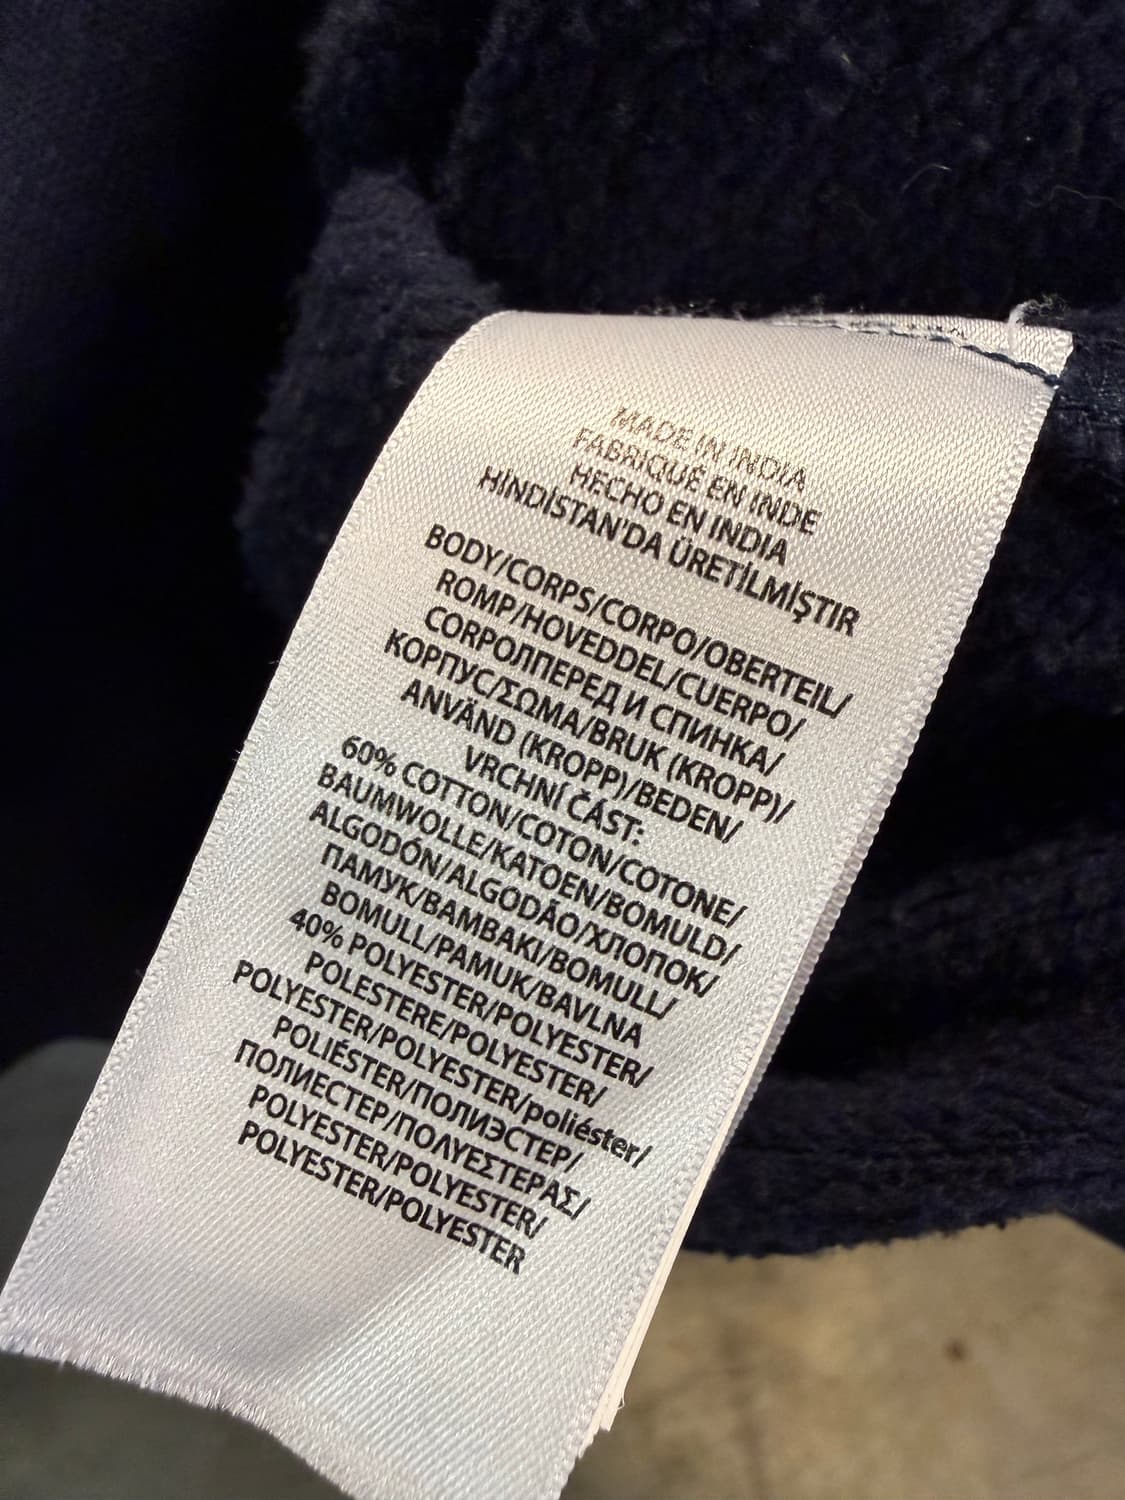 MADE IN INDIA
FABRIQUÉ EN INDE
HECHO EN INDIA
HİNDİSTAN'DA ÜRETİLMİŞTIR
BODY/CORPS/CORPO/OBERTEIL/
ROMP/HOVEDDEL/CUERPO/
CORPOЛПЕРЕД И СПИНКА/
КОРПУС/ΣΩΜΑ/BRUK (KROPP)/
ANVÄND (KROPP)/BEDEN/
VRCHNÍ ČÁST:
60% COTTON/COTON/COTONE/
BAUMWOLLE/KATOEN/BOMULD/
ALGODÓN/ALGODÃO/ХЛОПОК/
ПАМУК/ΒΑΜΒΑΚΙ/BOMULL/
BOMULL/PAMUK/BAVLNA
40% POLYESTER/POLYESTER/
POLESTERE/POLYESTER/
POLYESTER/POLYESTER/poliéster/
POLIÉSTER/ПОЛИЭСТЕР/
ПОЛИЕСТЕР/ΠΟΛΥΕΣΤΕΡΑΣ/
POLYESTER/POLYESTER/
POLYESTER/POLYESTER